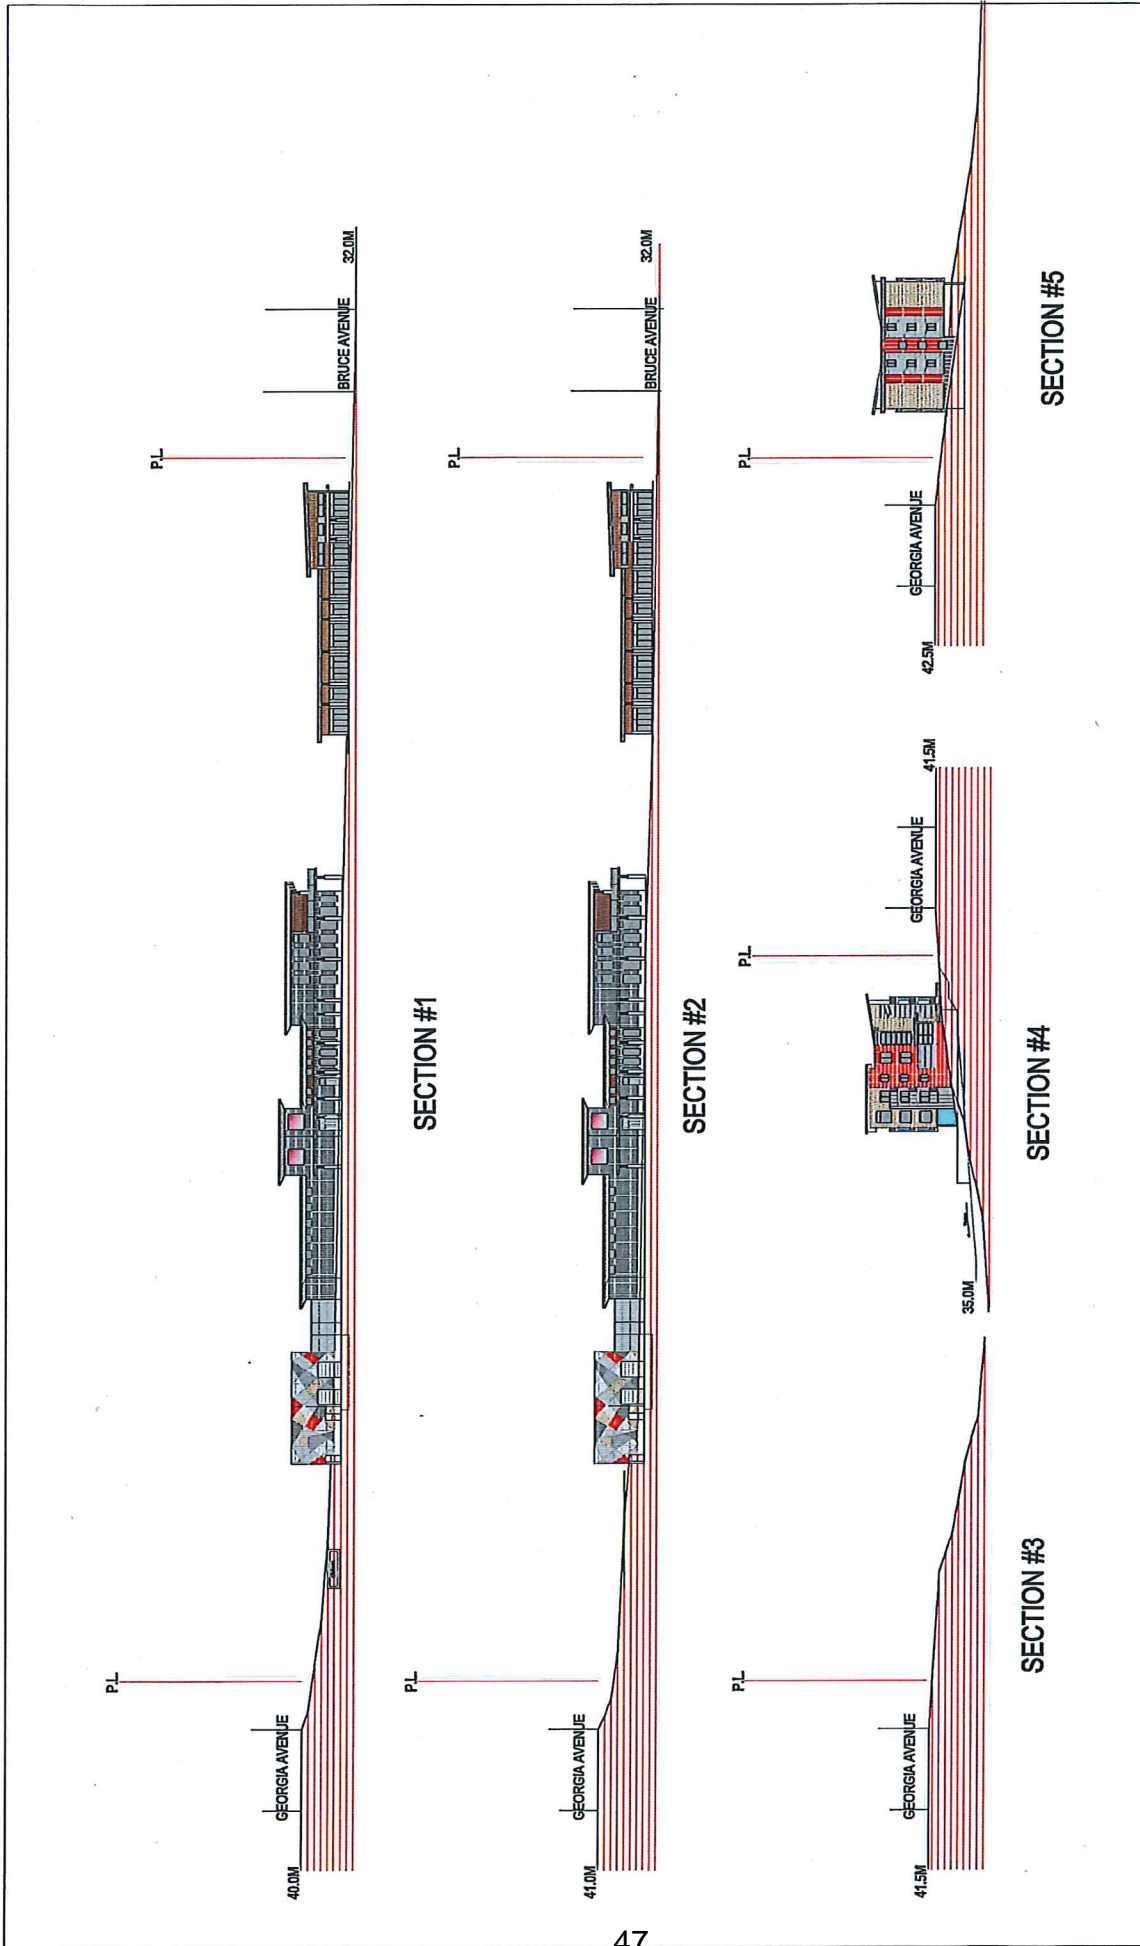 P.L.
P.L.
GEORGIA AVENUE
BRUCE AVENUE
40.0M
32.0M
SECTION #1
P.L.
P.L.
GEORGIA AVENUE
BRUCE AVENUE
41.0M
32.0M
SECTION #2
P.L.
P.L.
P.L.
GEORGIA AVENUE
GEORGIA AVENUE
GEORGIA AVENUE
41.5M
35.0M
41.5M
42.5M
SECTION #3
SECTION #4
SECTION #5
47